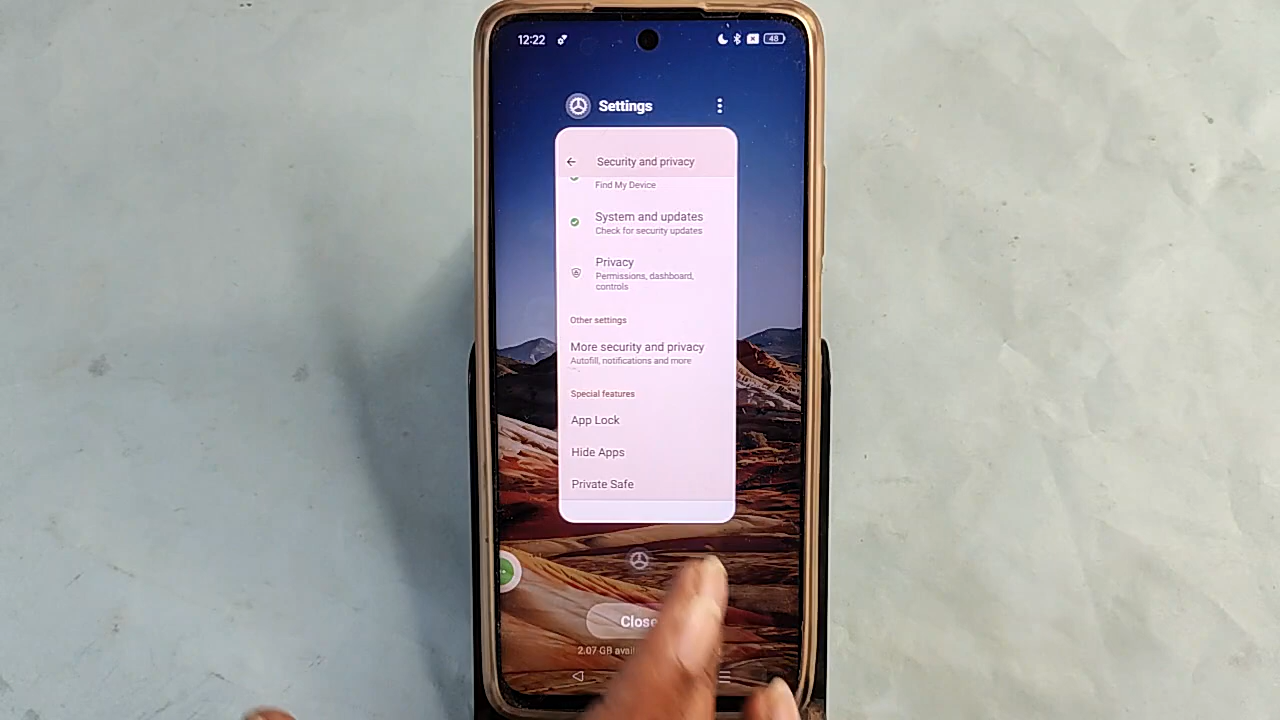 12:22
48
Settings
Security and privacy
Find My Device
System and updates
Check for security updates
Privacy
Permissions, dashboard,
controls
Other settings
More security and privacy
Autofill, notifications and more
Special features
App Lock
Hide Apps
Private Safe
Close
2.07 GB